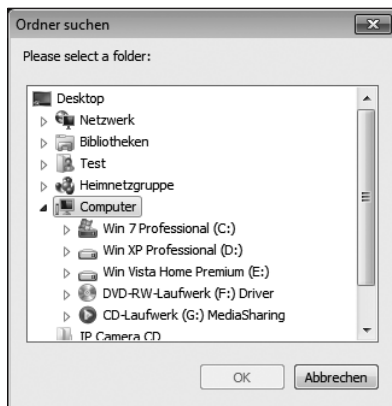 Ordner suchen
Please select a folder:
Desktop
Netzwerk
Bibliotheken
Test
Heimnetzgruppe
Computer
Win 7 Professional (C:)
Win XP Professional (D:)
Win Vista Home Premium (E:)
DVD-RW-Laufwerk (F:) Driver
CD-Laufwerk (G:) MediaSharing
IP Camera CD
OK
Abbrechen